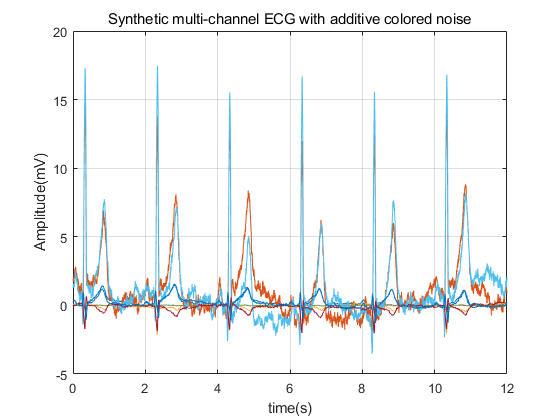 Synthetic multi-channel ECG with additive colored noise
20
15
10
5
0
-5
Amplitude(mV)
0 2 4 6 8 10 12
time(s)